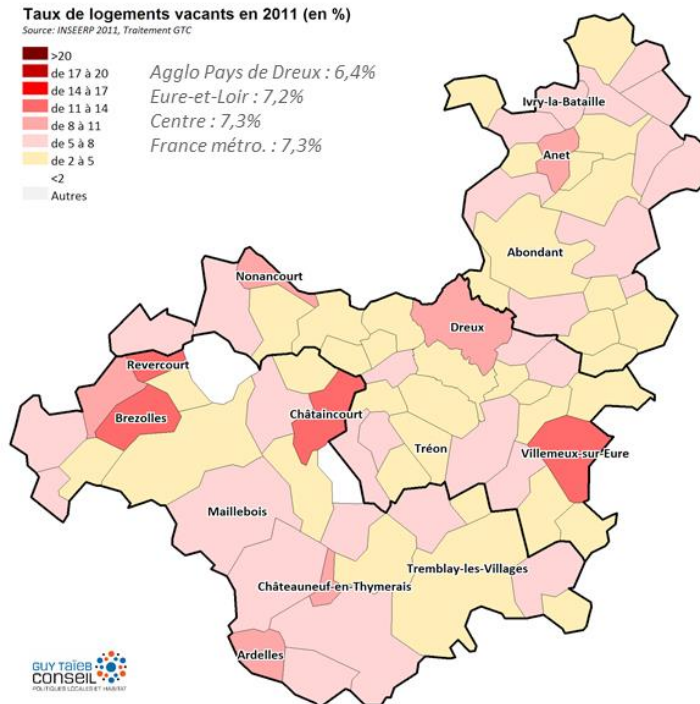 Taux de logements vacants en 2011 (en %)
Source: INSEERP 2011, Traitement GTC
>20
de 17 à 20
de 14 à 17
de 11 à 14
de 8 à 11
de 5 à 8
de 2 à 5
<2
Autres
Agglo Pays de Dreux : 6,4%
Eure-et-Loir : 7,2%
Centre : 7,3%
France métro. : 7,3%
Ivry-la-Bataille
Anet
Abondant
Nonancourt
Dreux
Revercourt
Brezolles
Châtaincourt
Tréon
Villemeux-sur-Eure
Maillebois
Tremblay-les-Villages
Châteauneuf-en-Thymerais
Ardelles
GUY TAÏEB
CONSEIL
POLITIQUES LOCALES ET HABITAT